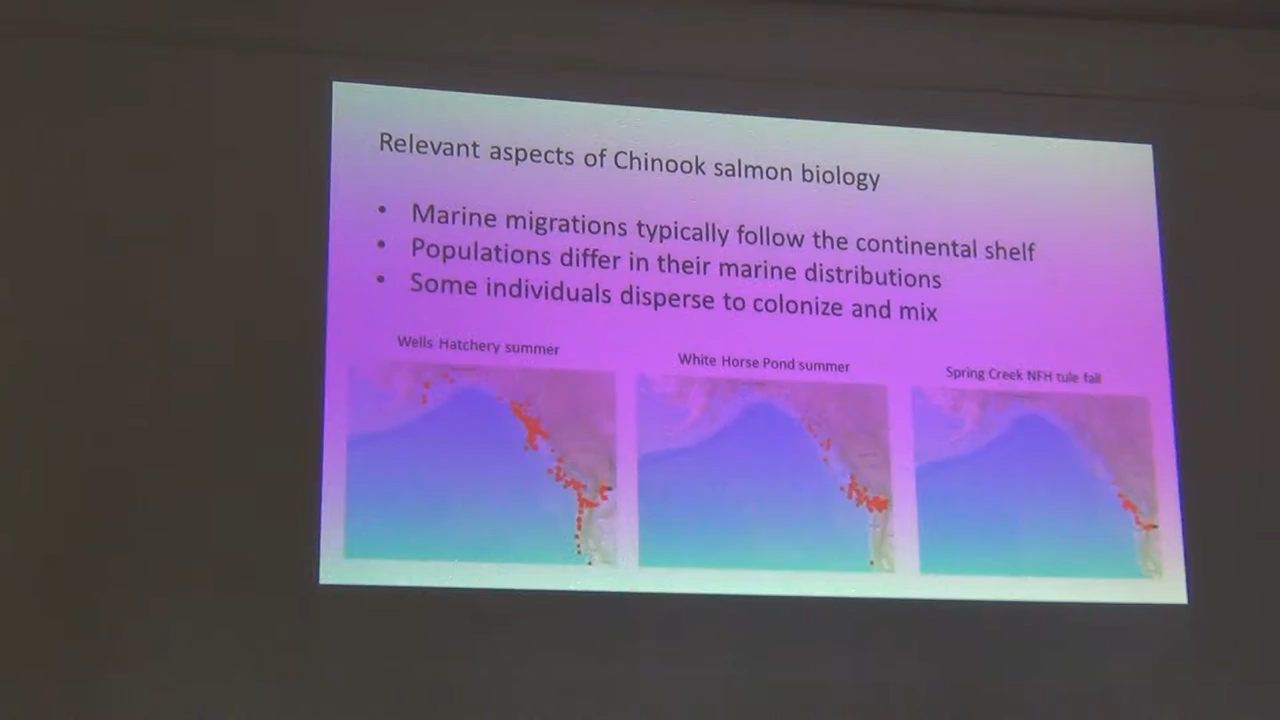 Relevant aspects of Chinook salmon biology
• Marine migrations typically follow the continental shelf
• Populations differ in their marine distributions
• Some individuals disperse to colonize and mix
Wells Hatchery summer
White Horse Pond summer
Spring Creek NFH tule fall